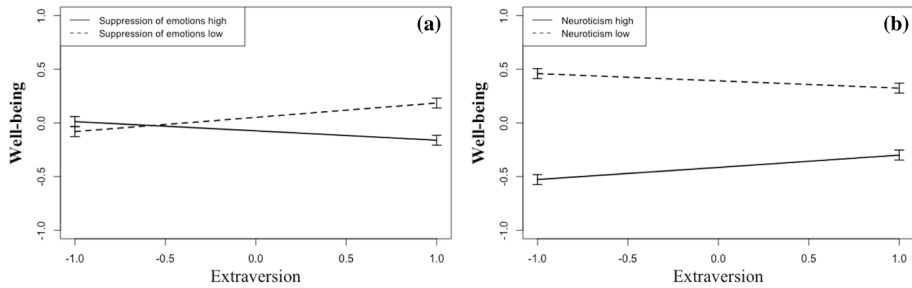 Suppression of emotions high
Suppression of emotions low
(a)
1.0
0.5
0.0
-0.5
-1.0
Well-being
-1.0
-0.5
0.0
0.5
1.0
Extraversion
Neuroticism high
Neuroticism low
(b)
1.0
0.5
0.0
-0.5
-1.0
Well-being
-1.0
-0.5
0.0
0.5
1.0
Extraversion